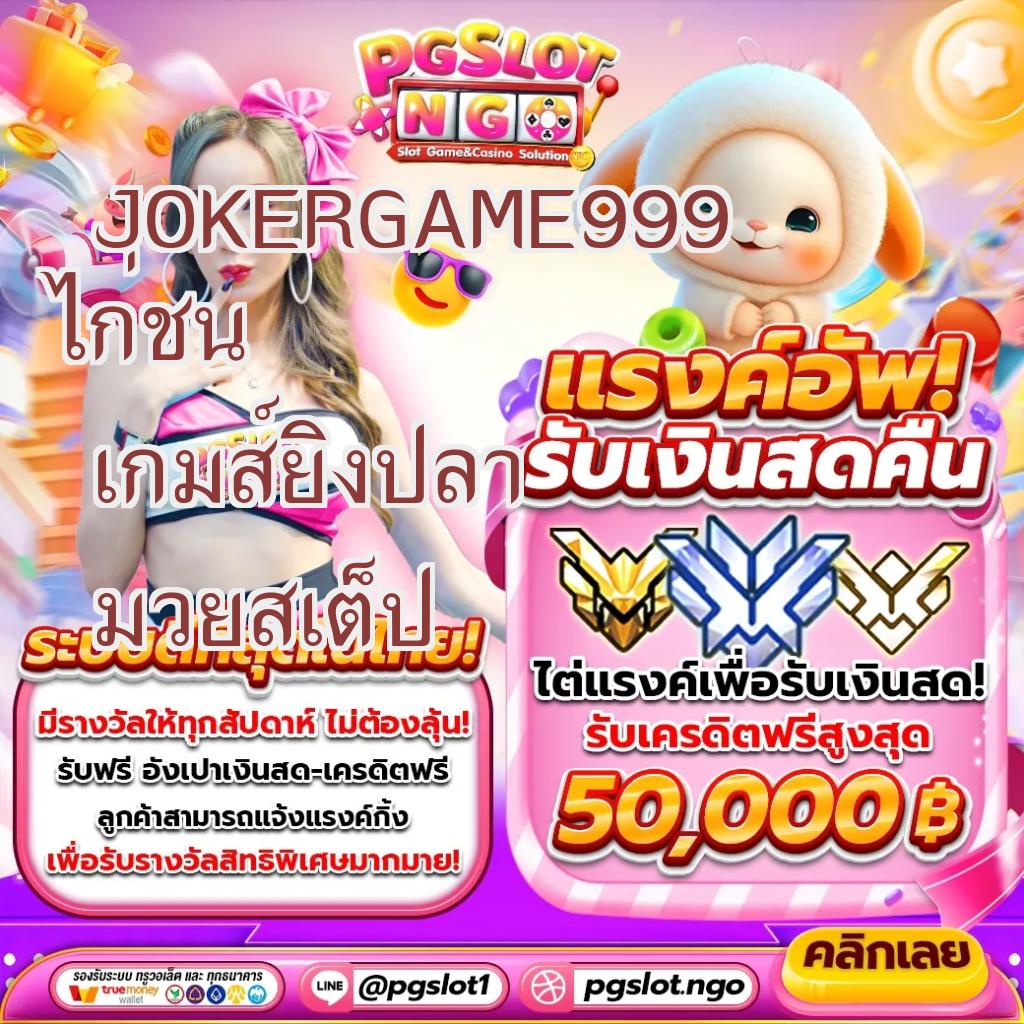 PGSLOT
NGO
Slot Game&Casino Solution
JOKERGAME999
ไก่ชน
เกมส์ยิงปลา
มวยสเต็ป
แรงค์อัพ!
รับเงินสดคืน
ไต่แรงค์เพื่อรับเงินสด!
รับเครดิตฟรีสูงสุด
50,000 ฿
มีรางวัลให้ทุกสัปดาห์ ไม่ต้องลุ้น!
รับฟรี อังเปาเงินสด-เครดิตฟรี
ลูกค้าสามารถแจ้งแรงค์กิ้ง
เพื่อรับรางวัลสิทธิพิเศษมากมาย!
คลิกเลย
รองรับระบบ ทรูวอเล็ต และ ทุกธนาคาร
truemoney
wallet
LINE @pgslot1
pgslot.ngo